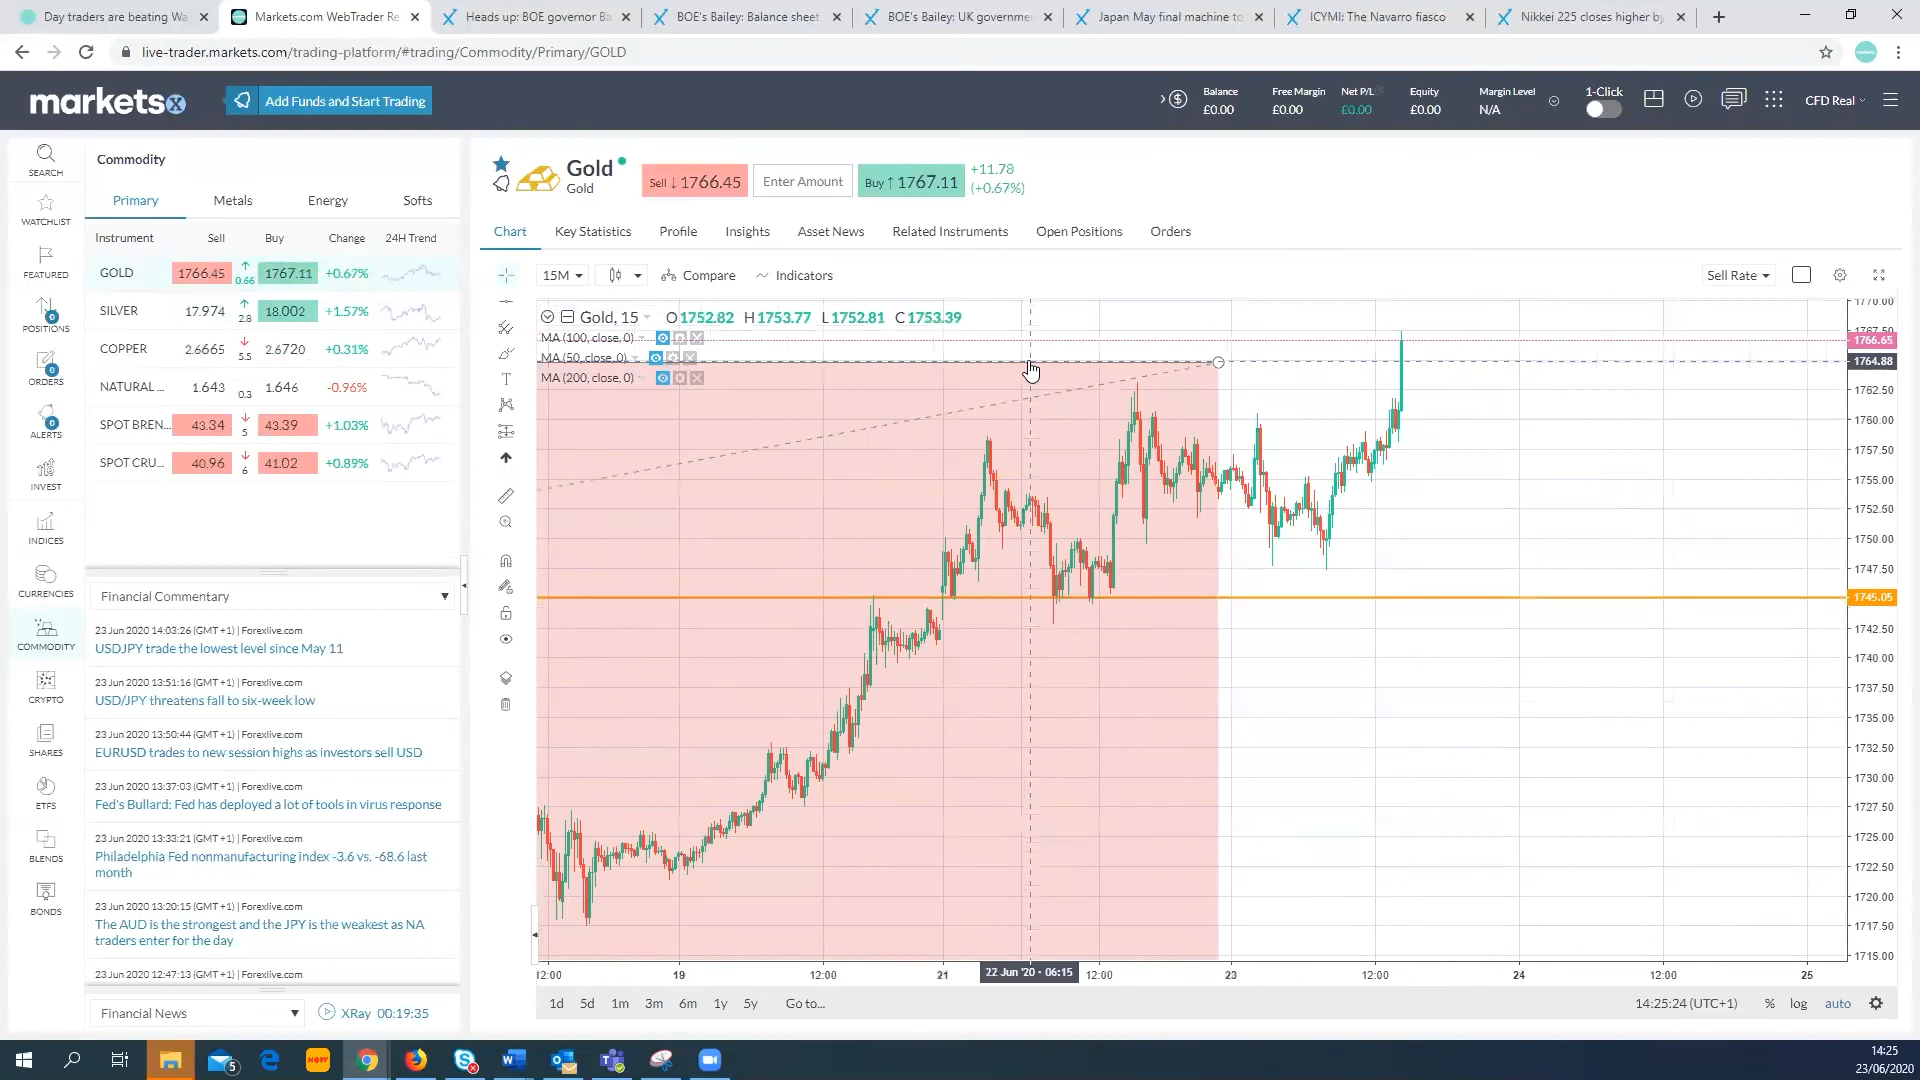 Day traders are beating Wa
Markets.com WebTrader Re
Heads up: BOE governor Ba
BOE's Bailey: Balance sheet
BOE's Bailey: UK governme
Japan May final machine to
ICYMI: The Navarro fiasco
Nikkei 225 closes higher by
live-trader.markets.com/trading-platform/#trading/Commodity/Primary/GOLD
marketsx
Add Funds and Start Trading
Balance
£0.00
Free Margin
£0.00
Net P/L
£0.00
Equity
£0.00
Margin Level
N/A
1-Click
CFD Real
SEARCH
WATCHLIST
FEATURED
0
POSITIONS
0
ORDERS
0
ALERTS
INVEST
INDICES
CURRENCIES
COMMODITY
CRYPTO
SHARES
ETFS
BLENDS
BONDS
Commodity
Primary Metals Energy Softs
Instrument Sell Buy Change 24H Trend
GOLD 1766.45 0.66 1767.11 +0.67%
SILVER 17.974 2.8 18.002 +1.57%
COPPER 2.6665 5.5 2.6720 +0.31%
NATURAL ... 1.643 0.3 1.646 -0.96%
SPOT BREN... 43.34 5 43.39 +1.03%
SPOT CRU... 40.96 6 41.02 +0.89%
Financial Commentary
23 Jun 2020 14:03:26 (GMT +1) | Forexlive.com
USDJPY trade the lowest level since May 11
23 Jun 2020 13:51:16 (GMT +1) | Forexlive.com
USD/JPY threatens fall to six-week low
23 Jun 2020 13:50:44 (GMT +1) | Forexlive.com
EURUSD trades to new session highs as investors sell USD
23 Jun 2020 13:37:03 (GMT +1) | Forexlive.com
Fed's Bullard: Fed has deployed a lot of tools in virus response
23 Jun 2020 13:33:21 (GMT +1) | Forexlive.com
Philadelphia Fed nonmanufacturing index -3.6 vs. -68.6 last
month
23 Jun 2020 13:20:15 (GMT +1) | Forexlive.com
The AUD is the strongest and the JPY is the weakest as NA
traders enter for the day
23 Jun 2020 12:47:13 (GMT +1) | Forexlive.com
Financial News
XRay 00:19:35
Gold
Gold
Sell ↓ 1766.45
Enter Amount
Buy ↑ 1767.11
+11.78
(+0.67%)
Chart Key Statistics Profile Insights Asset News Related Instruments Open Positions Orders
15M Compare Indicators Sell Rate
Gold, 15 O 1752.82 H 1753.77 L 1752.81 C 1753.39
MA (100, close, 0)
MA (50, close, 0)
MA (200, close, 0)
1770.00
1767.50
1766.65
1764.88
1762.50
1760.00
1757.50
1755.00
1752.50
1750.00
1747.50
1745.05
1742.50
1740.00
1737.50
1735.00
1732.50
1730.00
1727.50
1725.00
1722.50
1720.00
1717.50
1715.00
12:00 19 12:00 21 22 Jun '20 • 06:15 12:00 23 12:00 24 12:00 25
1d 5d 1m 3m 6m 1y 5y Go to... 14:25:24 (UTC+1) % log auto
5
NOW
14:25
23/06/2020